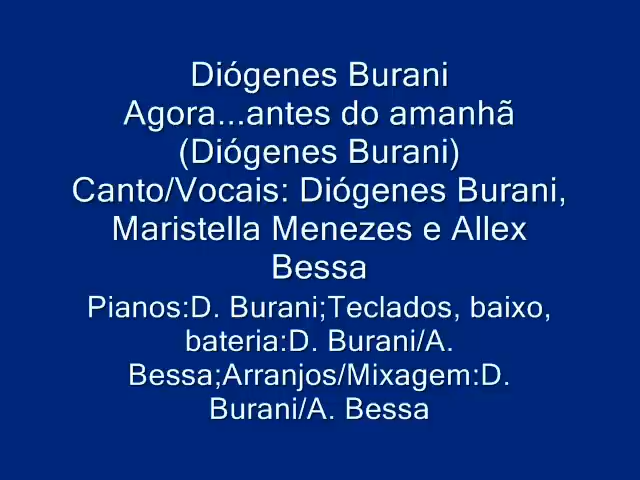 Diógenes Burani
Agora...antes do amanhã
(Diógenes Burani)
Canto/Vocais: Diógenes Burani,
Maristella Menezes e Allex
Bessa
Pianos:D. Burani;Teclados, baixo,
bateria:D. Burani/A.
Bessa;Arranjos/Mixagem:D.
Burani/A. Bessa